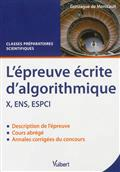 Gonzague de Montricault
CLASSES PRÉPARATOIRES
SCIENTIFIQUES
L'épreuve écrite
d'algorithmique
X, ENS, ESPCI
• Description de l'épreuve
• Cours abrégé
• Annales corrigées du concours
Vuibert